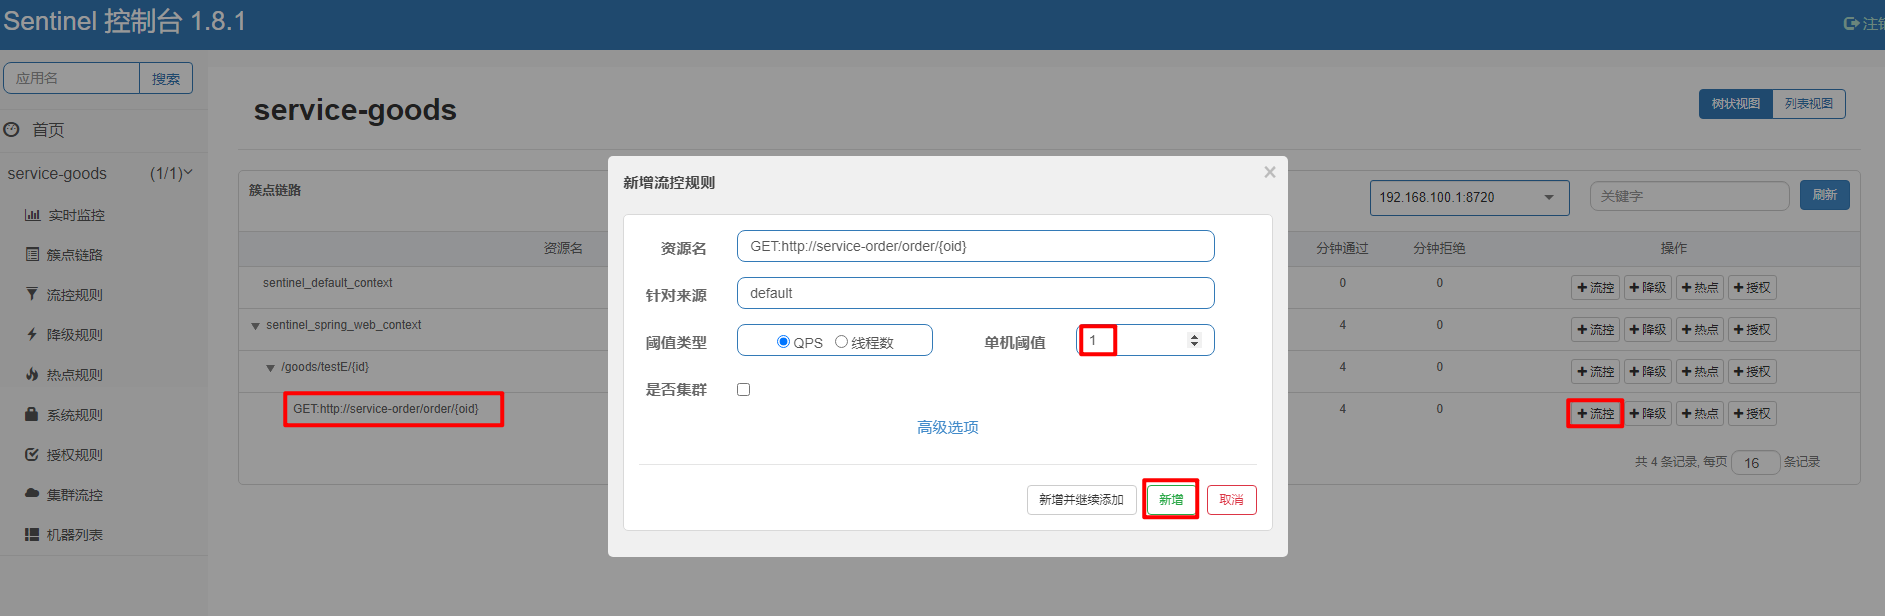 Sentinel 控制台 1.8.1
注销
应用名
搜索
首页
service-goods (1/1)
实时监控
簇点链路
流控规则
降级规则
热点规则
系统规则
授权规则
集群流控
机器列表
service-goods
树状视图
列表视图
簇点链路
192.168.100.1:8720
关键字
刷新
资源名 分钟通过 分钟拒绝 操作
sentinel_default_context 0 0 流控 降级 热点 授权
sentinel_spring_web_context 4 0 流控 降级 热点 授权
/goods/testE/{id} 4 0 流控 降级 热点 授权
GET:http://service-order/order/{oid} 4 0 流控 降级 热点 授权
共 4 条记录, 每页 16 条记录
新增流控规则
×
资源名 GET:http://service-order/order/{oid}
针对来源 default
阈值类型 QPS 线程数 单机阈值 1
是否集群
高级选项
新增并继续添加 新增 取消